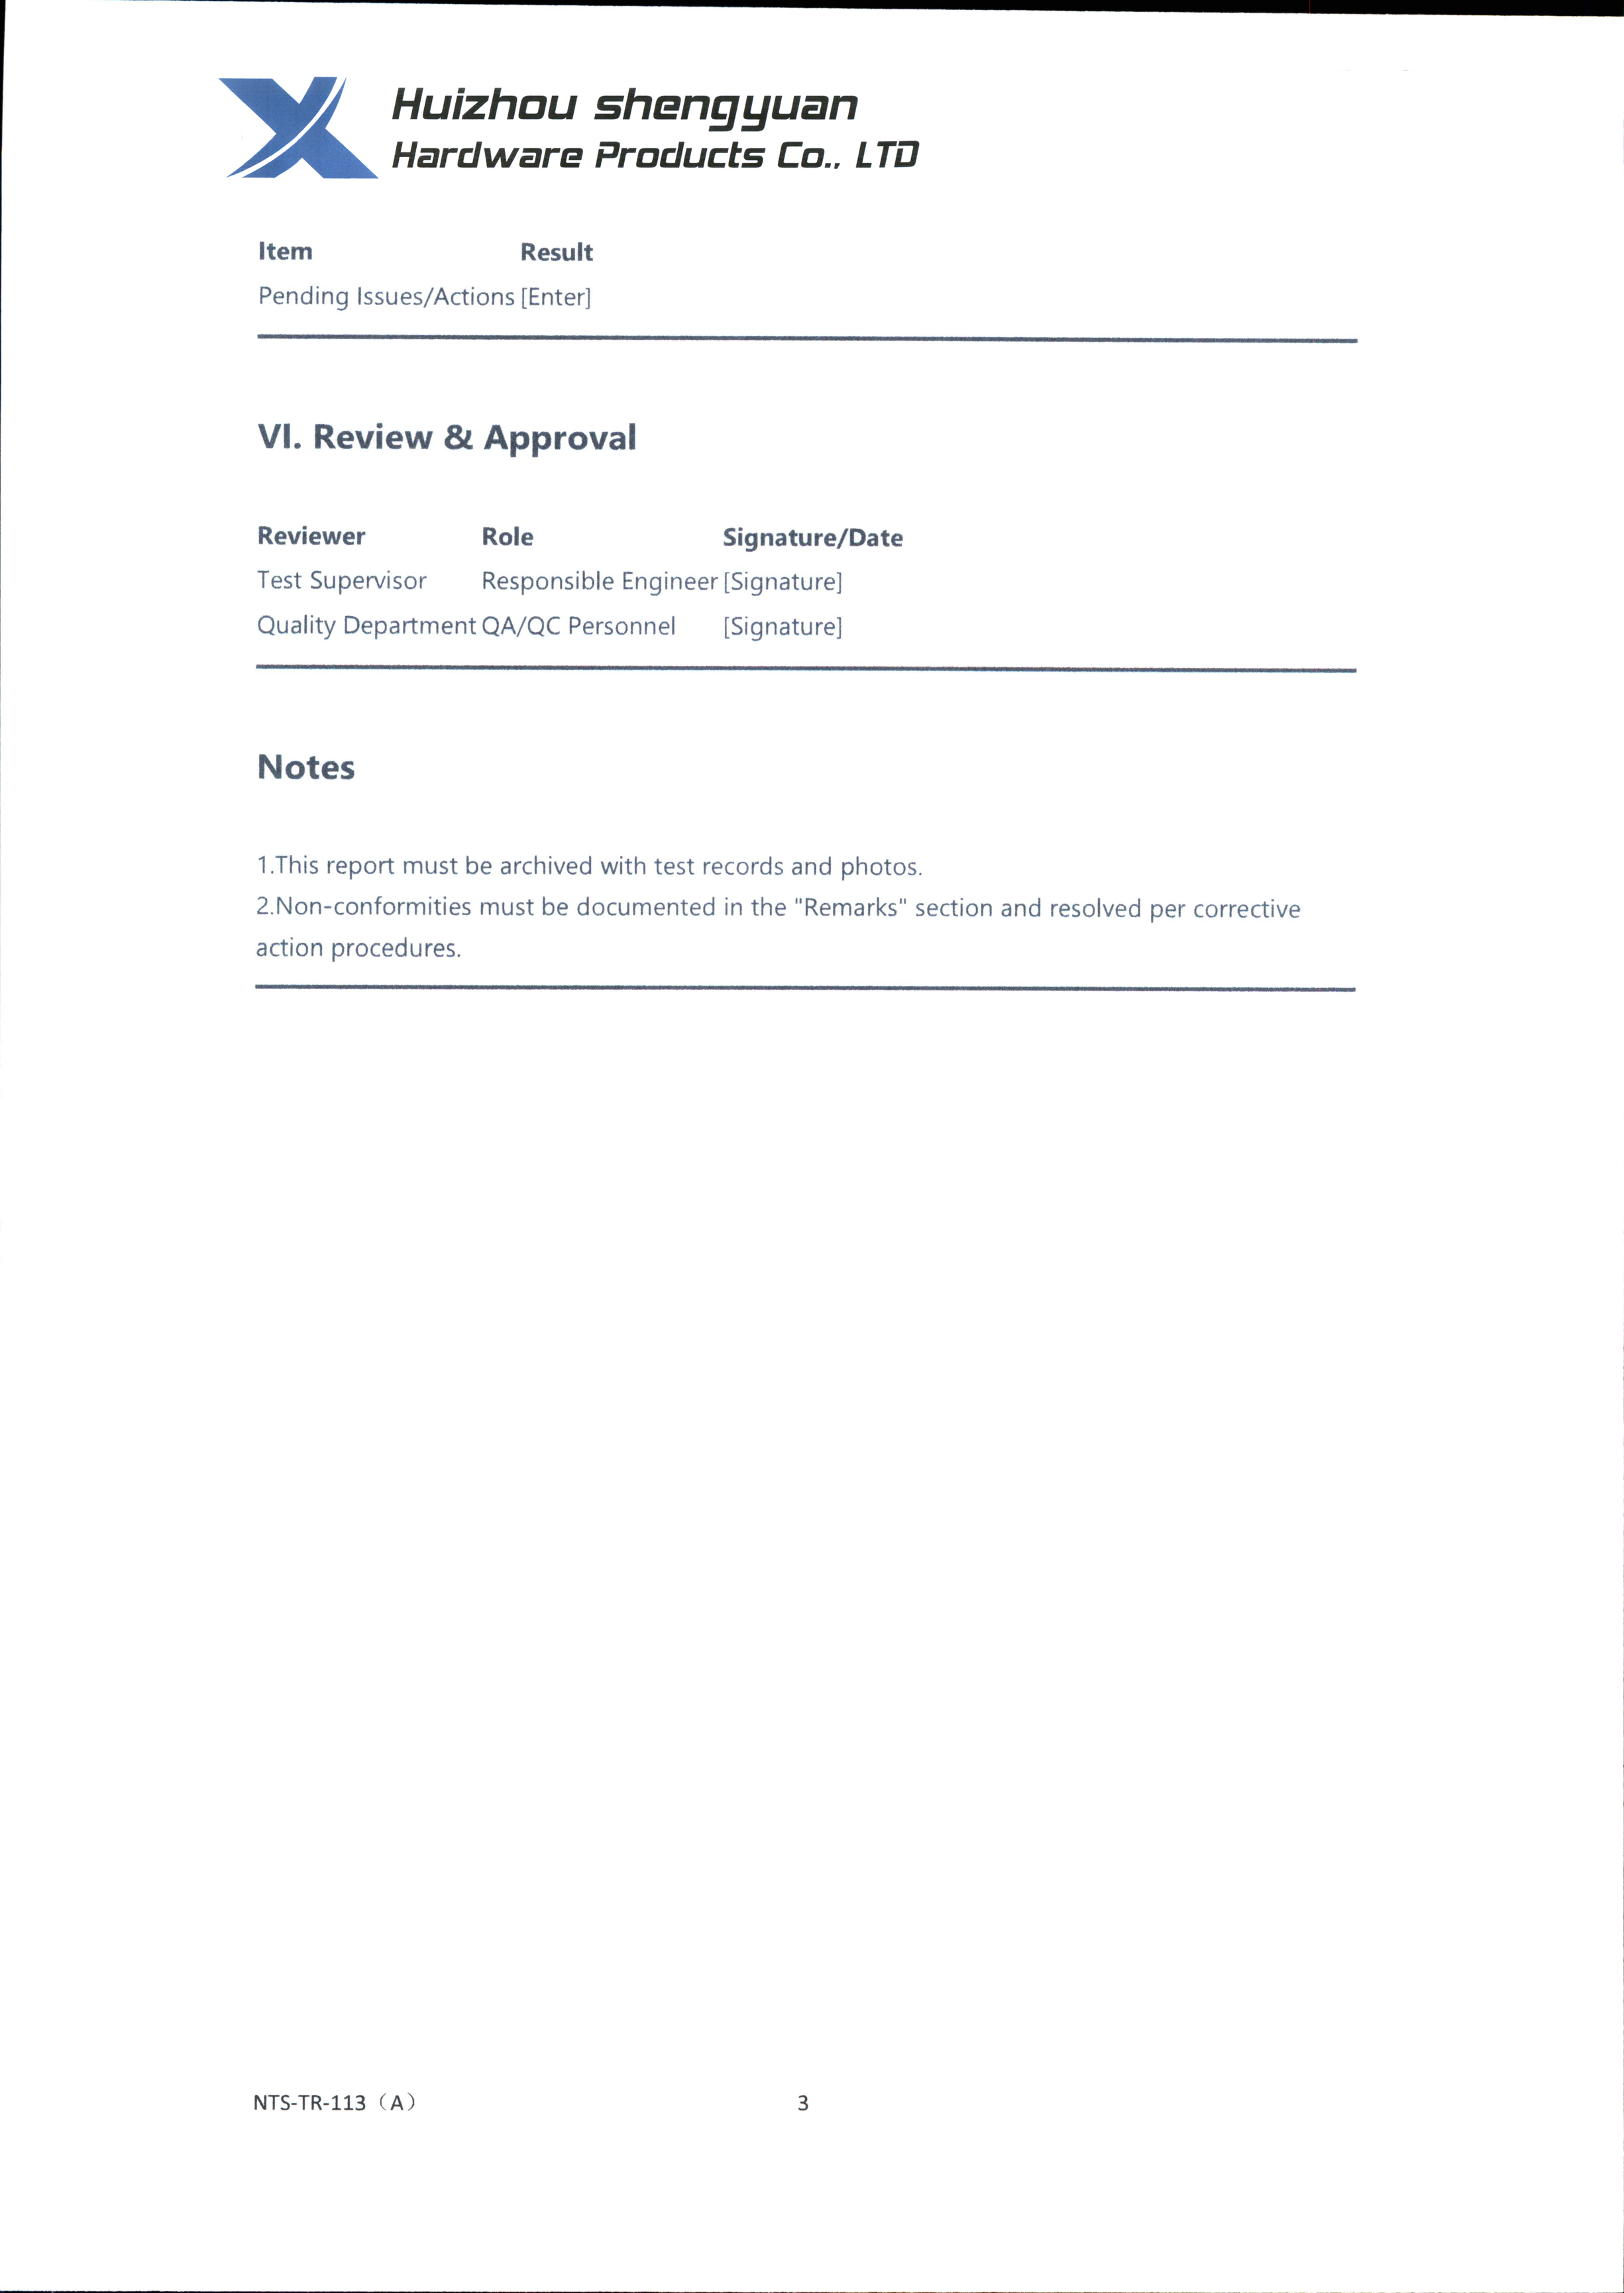 Huizhou shengyuan
Hardware Products Co., LTD
Item Result
Pending Issues/Actions [Enter]
VI. Review & Approval
Reviewer Role Signature/Date
Test Supervisor Responsible Engineer [Signature]
Quality Department QA/QC Personnel [Signature]
Notes
1.This report must be archived with test records and photos.
2.Non-conformities must be documented in the "Remarks" section and resolved per corrective
action procedures.
NTS-TR-113（A） 3